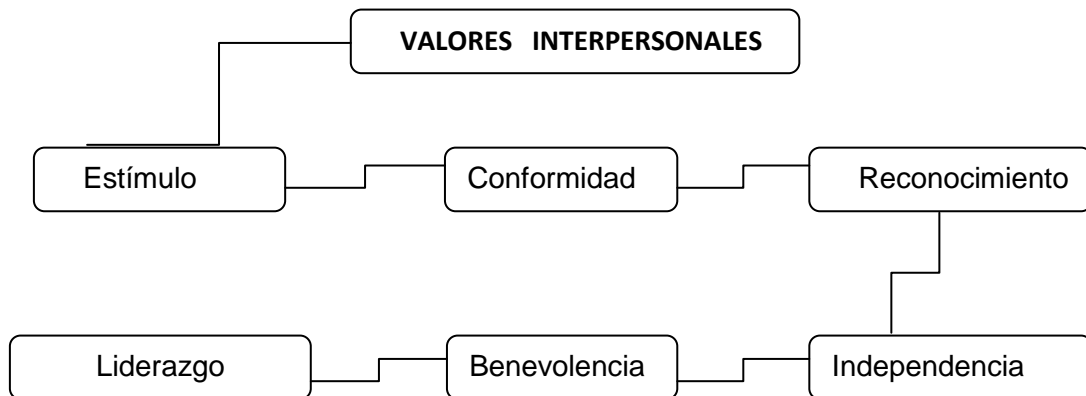 VALORES INTERPERSONALES
Estímulo
Conformidad
Reconocimiento
Liderazgo
Benevolencia
Independencia